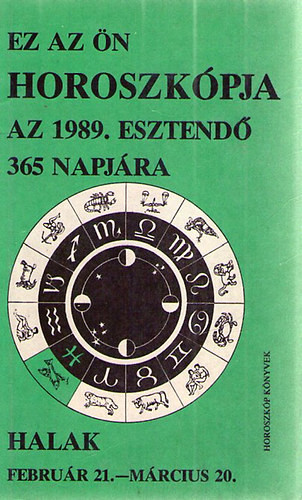 EZ AZ ÖN
HOROSZKÓPJA
AZ 1989. ESZTENDŐ
365 NAPJÁRA
HOROSZKÓP KÖNYVEK
HALAK
FEBRUÁR 21.—MÁRCIUS 20.